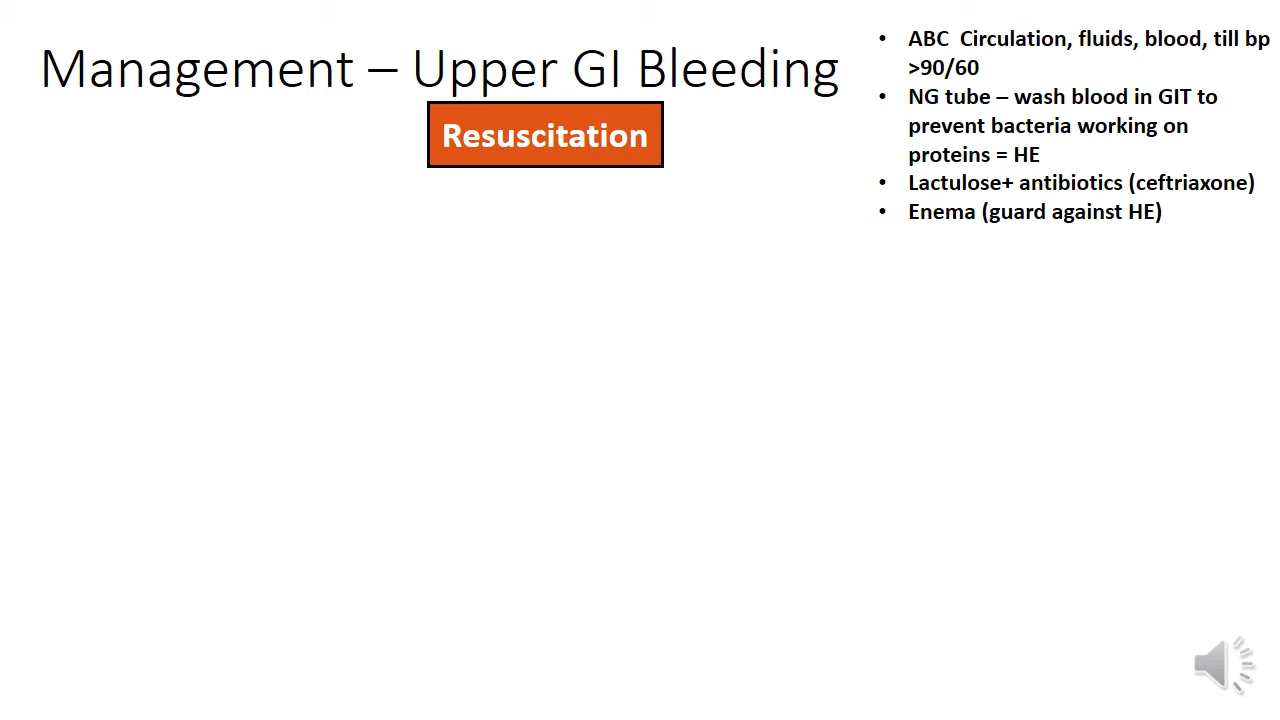 Management – Upper GI Bleeding
Resuscitation
• ABC  Circulation, fluids, blood, till bp
>90/60
• NG tube – wash blood in GIT to
prevent bacteria working on
proteins = HE
• Lactulose+ antibiotics (ceftriaxone)
• Enema (guard against HE)